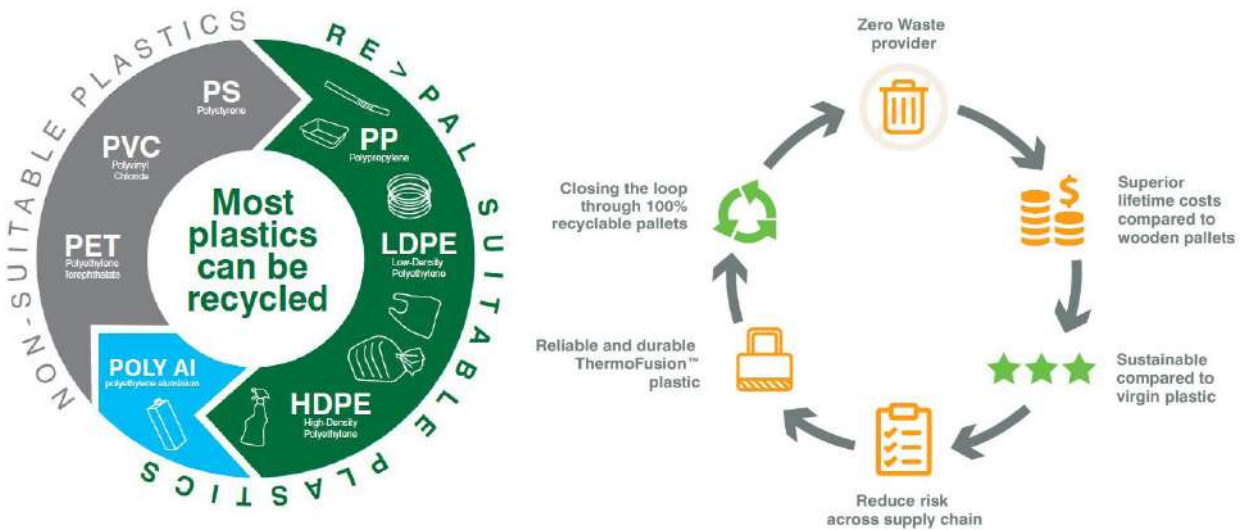 NON-SUITABLE PLASTICS
RE>PAL SUITABLE PLASTICS
PS
Polystyrene
PVC
Polyvinyl
Chloride
PET
Polyethylene
Terephthalate
POLY Al
polyethylene aluminium
PP
Polypropylene
LDPE
Low-Density
Polyethylene
HDPE
High-Density
Polyethylene
Most
plastics
can be
recycled
Zero Waste
provider
$
Superior
lifetime costs
compared to
wooden pallets
Sustainable
compared to
virgin plastic
Reduce risk
across supply chain
Reliable and durable
ThermoFusion™
plastic
Closing the loop
through 100%
recyclable pallets